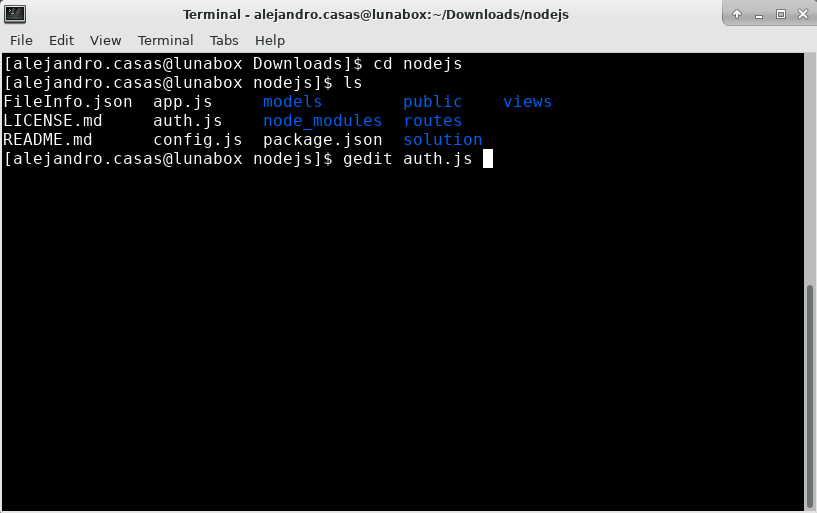 Terminal - alejandro.casas@lunabox:~/Downloads/nodejs
File Edit View Terminal Tabs Help
[alejandro.casas@lunabox Downloads]$ cd nodejs
[alejandro.casas@lunabox nodejs]$ ls
FileInfo.json  app.js     models        public    views
LICENSE.md     auth.js    node_modules  routes
README.md      config.js  package.json  solution
[alejandro.casas@lunabox nodejs]$ gedit auth.js